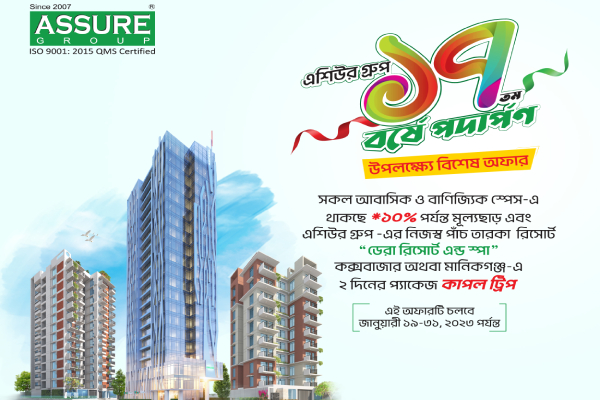 Since 2007
ASSURE ®
GROUP
ISO 9001: 2015 QMS Certified
এশিউর গ্রুপ
১৭তম
বর্ষে পদার্পণ
উপলক্ষ্যে বিশেষ অফার
সকল আবাসিক ও বাণিজ্যিক স্পেস-এ
থাকছে *১০% পর্যন্ত মূল্যছাড় এবং
এশিউর গ্রুপ -এর নিজস্ব পাঁচ তারকা রিসোর্ট
“ডেরা রিসোর্ট এন্ড স্পা”
কক্সবাজার অথবা মানিকগঞ্জ-এ
২ দিনের প্যাকেজ কাপল ট্রিপ
এই অফারটি চলবে
জানুয়ারী ১৯-৩১, ২০২৩ পর্যন্ত